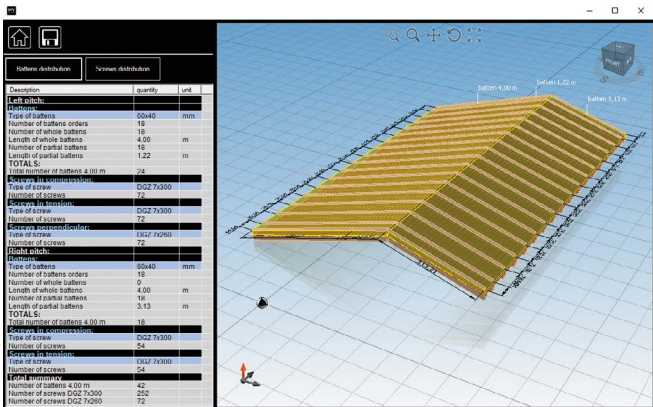 Battens distribution
Screws distribution
Description quantity unit
Left pitch:
Battens:
Type of battens 60x40 mm
Number of battens orders 18
Number of whole battens 18
Length of whole battens 4,00 m
Number of partial battens 18
Length of partial battens 1,22 m
TOTALS:
Total number of battens 4.00 m 24
Screws in compression:
Type of screw DGZ 7x300
Number of screws 72
Screws in tension:
Type of screw DGZ 7x300
Number of screws 72
Screws perpendicular:
Type of screw DGZ 7x260
Number of screws 72
Right pitch:
Battens:
Type of battens 60x40 mm
Number of battens orders 18
Number of whole battens 0
Length of whole battens 4,00 m
Number of partial battens 18
Length of partial battens 3,13 m
TOTALS:
Total number of battens 4.00 m 18
Screws in compression:
Type of screw DGZ 7x300
Number of screws 54
Screws in tension:
Type of screw DGZ 7x300
Number of screws 54
Total summary
Number of battens 4.00 m 42
Number of screws DGZ 7x300 252
Number of screws DGZ 7x260 72
batten 4,00 m
batten 1,22 m
batten 3,13 m
FRONT